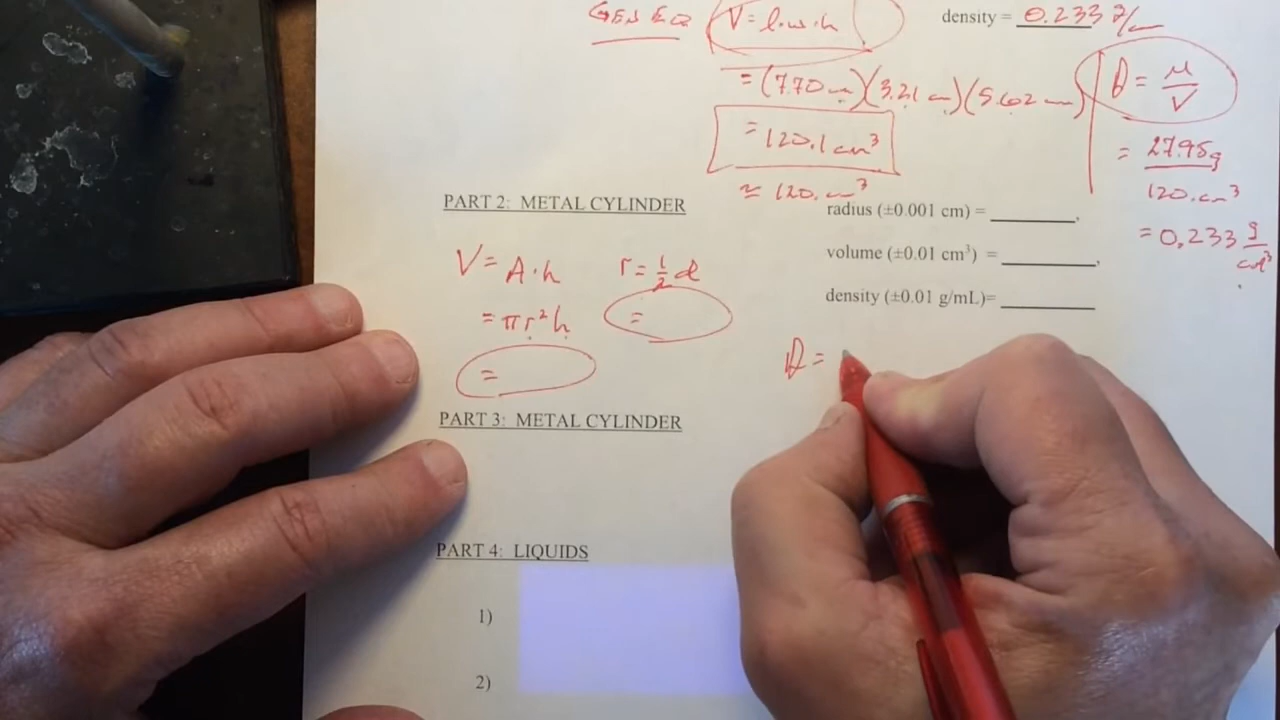 GEN EQ V = l·w·h density = 0.233 g/cm
= (7.70 cm)(3.21 cm)(5.62 cm) D = M/V
= 120.1 cm³ = 27.95g
≈ 120. cm³ 120. cm³
= 0.233 g/cm³
PART 2: METAL CYLINDER radius (±0.001 cm) = ________,
V = A·h r = ½ d volume (±0.01 cm³) = ________,
= πr²h = density (±0.01 g/mL)= ________
= D =
PART 3: METAL CYLINDER
PART 4: LIQUIDS
1)
2)